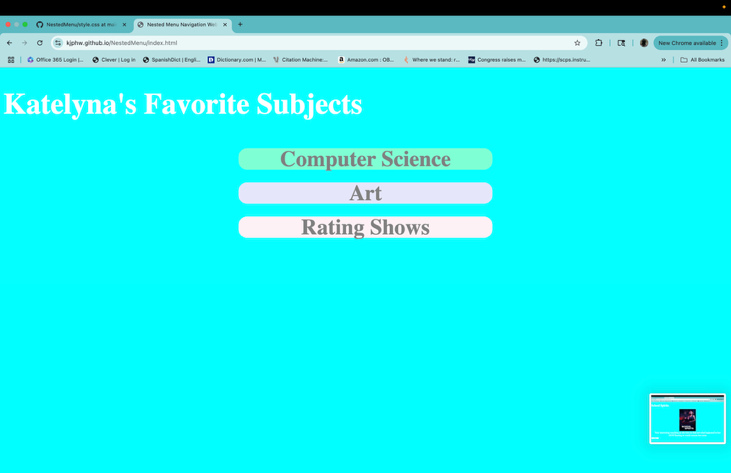 NestedMenu/style.css at mai
Nested Menu Navigation Web
kjphw.github.io/NestedMenu/index.html
New Chrome available
Office 365 Login |...
Clever | Log in
SpanishDict | Engli...
Dictionary.com | M...
Citation Machine:...
Amazon.com : OB...
Where we stand :r...
Congress raises m...
https://scps.instru...
All Bookmarks
Katelyna's Favorite Subjects
Computer Science
Art
Rating Shows